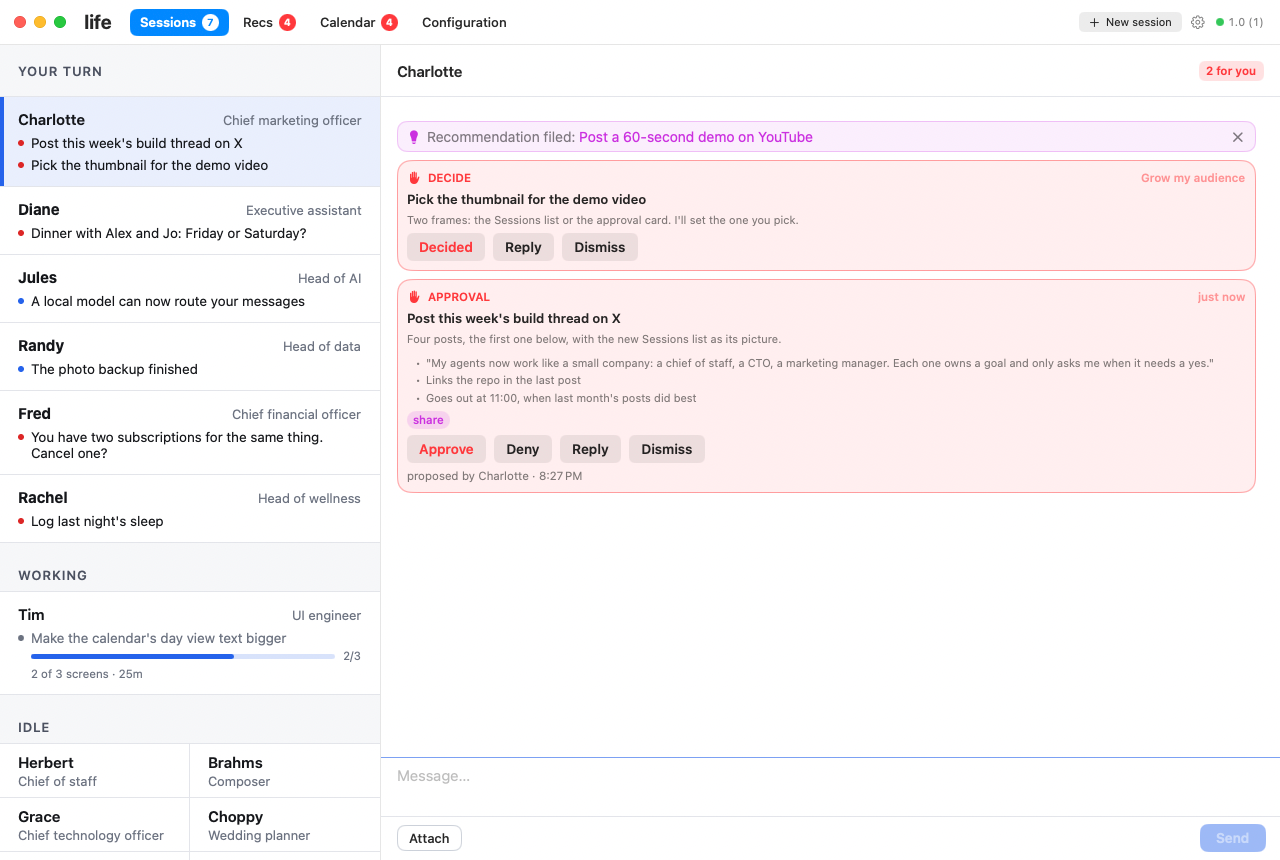 life
Sessions 7
Recs 4
Calendar 4
Configuration
+ New session
1.0 (1)
YOUR TURN
Charlotte
Chief marketing officer
Post this week's build thread on X
Pick the thumbnail for the demo video
Diane
Executive assistant
Dinner with Alex and Jo: Friday or Saturday?
Jules
Head of AI
A local model can now route your messages
Randy
Head of data
The photo backup finished
Fred
Chief financial officer
You have two subscriptions for the same thing.
Cancel one?
Rachel
Head of wellness
Log last night's sleep
WORKING
Tim
UI engineer
Make the calendar's day view text bigger
2/3
2 of 3 screens · 25m
IDLE
Herbert
Chief of staff
Brahms
Composer
Grace
Chief technology officer
Choppy
Wedding planner
Charlotte
2 for you
Recommendation filed: Post a 60-second demo on YouTube
DECIDE
Grow my audience
Pick the thumbnail for the demo video
Two frames: the Sessions list or the approval card. I'll set the one you pick.
Decided
Reply
Dismiss
APPROVAL
just now
Post this week's build thread on X
Four posts, the first one below, with the new Sessions list as its picture.
• "My agents now work like a small company: a chief of staff, a CTO, a marketing manager. Each one owns a goal and only asks me when it needs a yes."
• Links the repo in the last post
• Goes out at 11:00, when last month's posts did best
share
Approve
Deny
Reply
Dismiss
proposed by Charlotte · 8:27 PM
Message...
Attach
Send